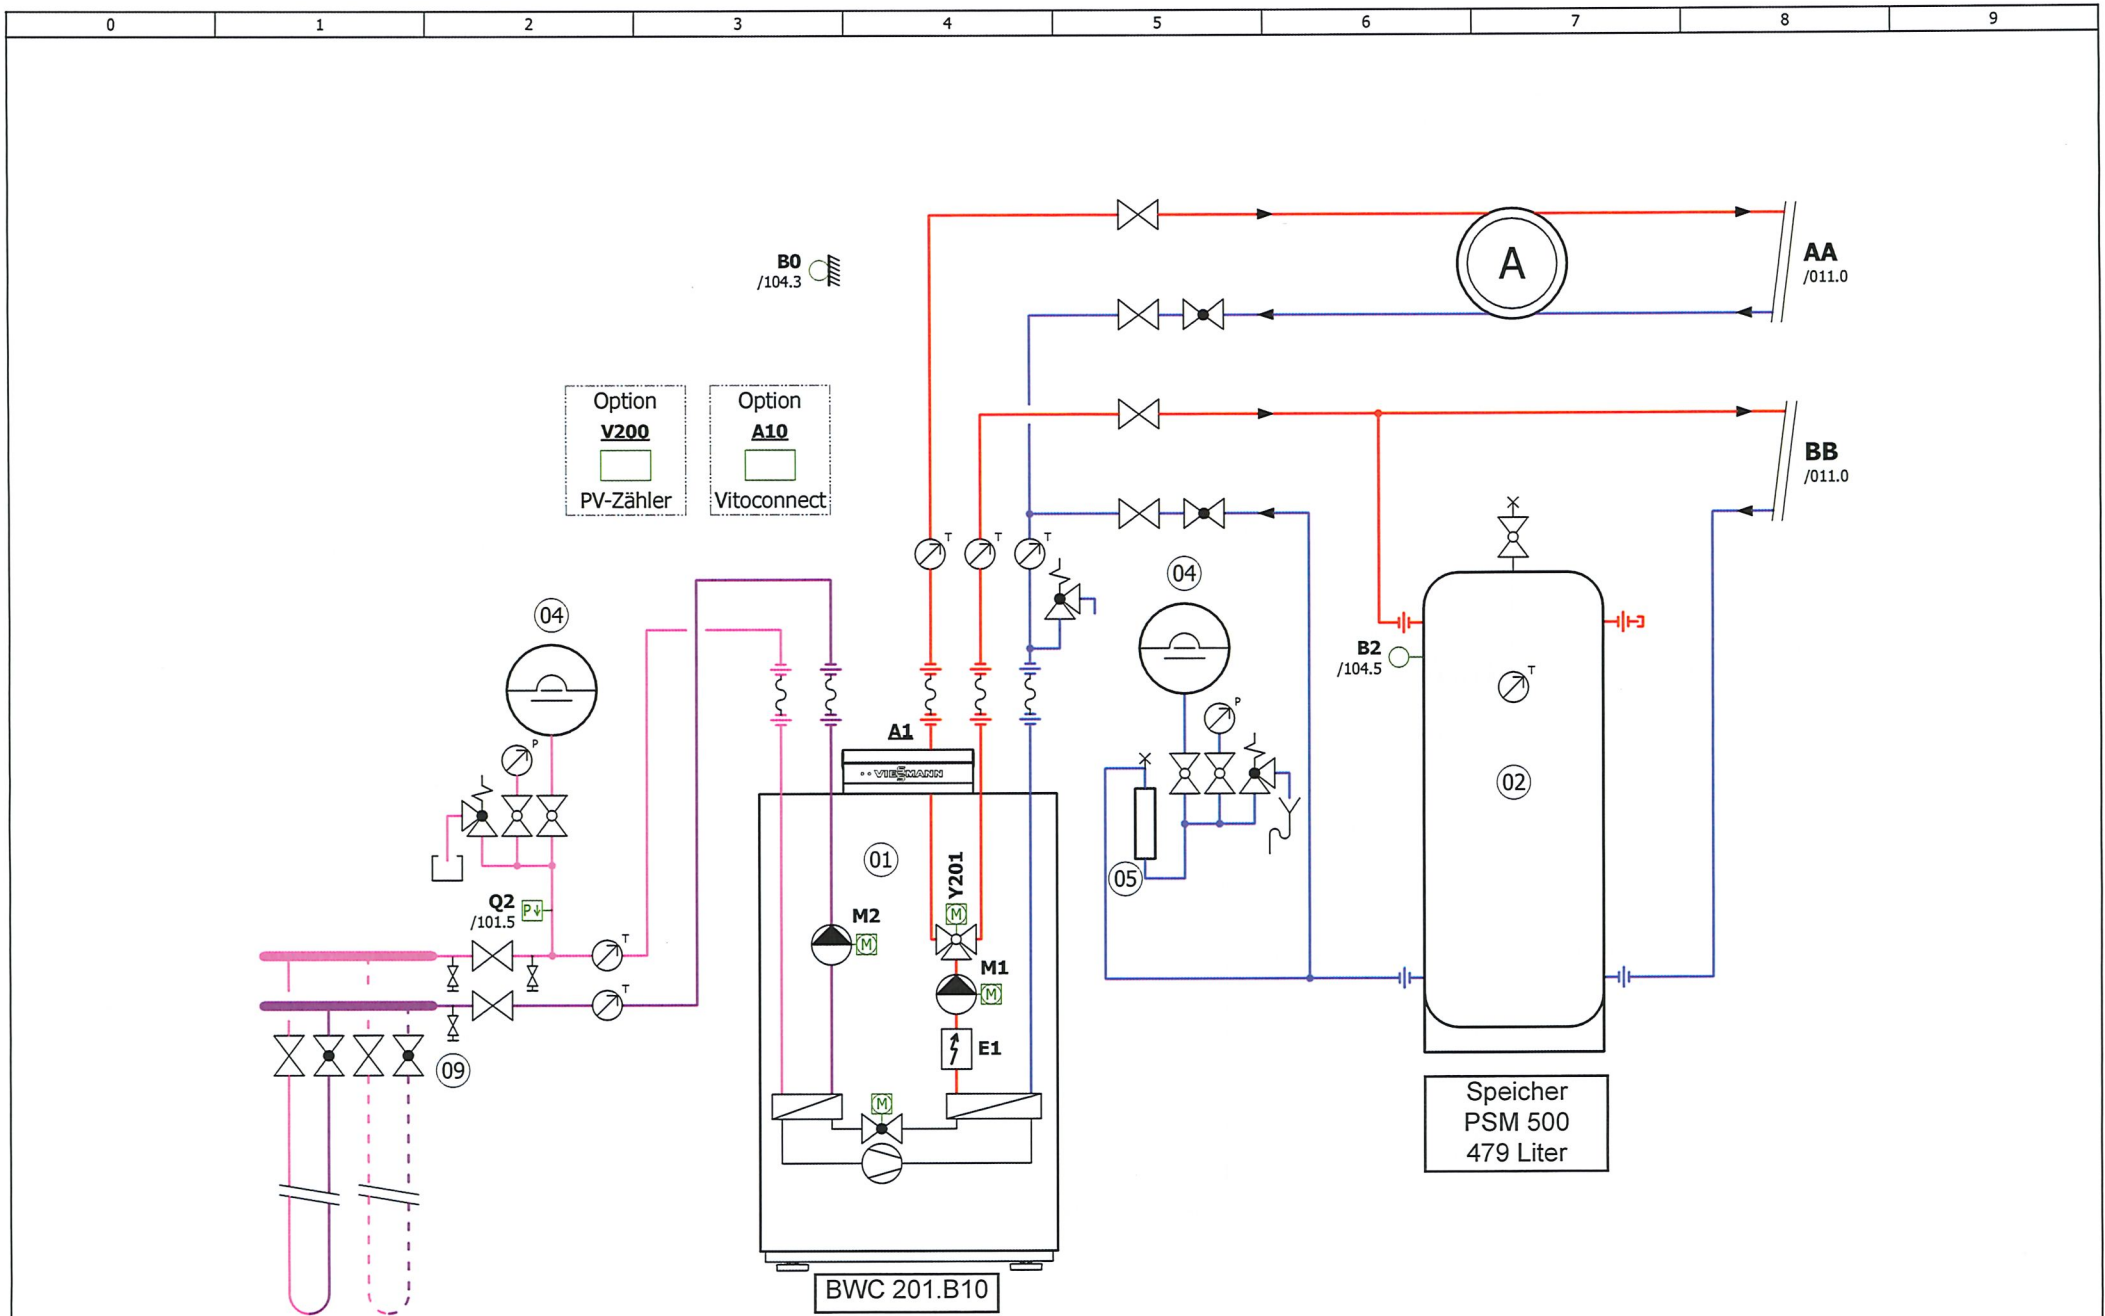 0 1 2 3 4 5 6 7 8 9
A
AA
/011.0
B0
/104.3
Option
V200
PV-Zähler
Option
A10
Vitoconnect
BB
/011.0
T T T
04
04
T
B2
/104.5
P
P
A1
VIESMANN
02
01
05
Y201
M
Q2
/101.5
P
M2
M
T
M1
M
T
E1
09
M
Speicher
PSM 500
479 Liter
BWC 201.B10